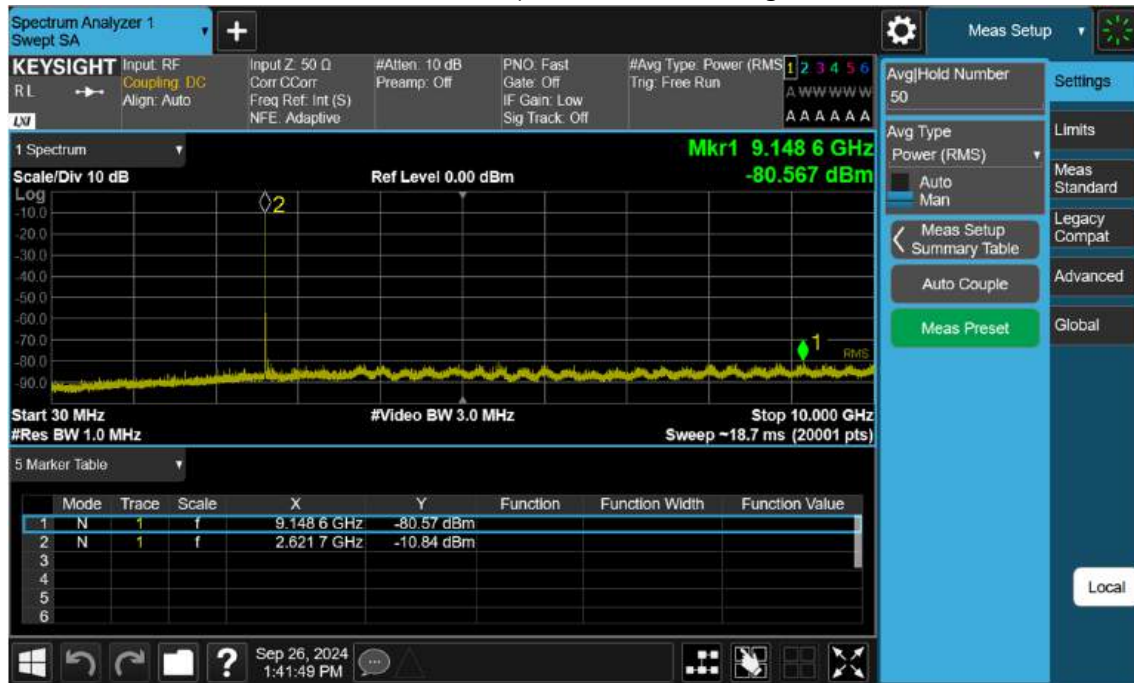 Spectrum Analyzer 1
Swept SA
+
Meas Setup
KEYSIGHT
RL
LXI
Input: RF
Coupling: DC
Align: Auto
Input Z: 50 Ω
Corr CCorr
Freq Ref: Int (S)
NFE: Adaptive
#Atten: 10 dB
Preamp: Off
PNO: Fast
Gate: Off
IF Gain: Low
Sig Track: Off
#Avg Type: Power (RMS
Trig: Free Run
1 2 3 4 5 6
A W W W W W
A A A A A A
1 Spectrum
Scale/Div 10 dB
Ref Level 0.00 dBm
Mkr1 9.148 6 GHz
-80.567 dBm
Log
-10.0
-20.0
-30.0
-40.0
-50.0
-60.0
-70.0
-80.0
-90.0
2
1
RMS
Start 30 MHz
#Video BW 3.0 MHz
Stop 10.000 GHz
#Res BW 1.0 MHz
Sweep ~18.7 ms (20001 pts)
5 Marker Table
Mode Trace Scale X Y Function Function Width Function Value
1 N 1 f 9.148 6 GHz -80.57 dBm
2 N 1 f 2.621 7 GHz -10.84 dBm
3
4
5
6
Avg|Hold Number
50
Avg Type
Power (RMS)
Auto
Man
Meas Setup
Summary Table
Auto Couple
Meas Preset
Settings
Limits
Meas
Standard
Legacy
Compat
Advanced
Global
Local
?
Sep 26, 2024
1:41:49 PM